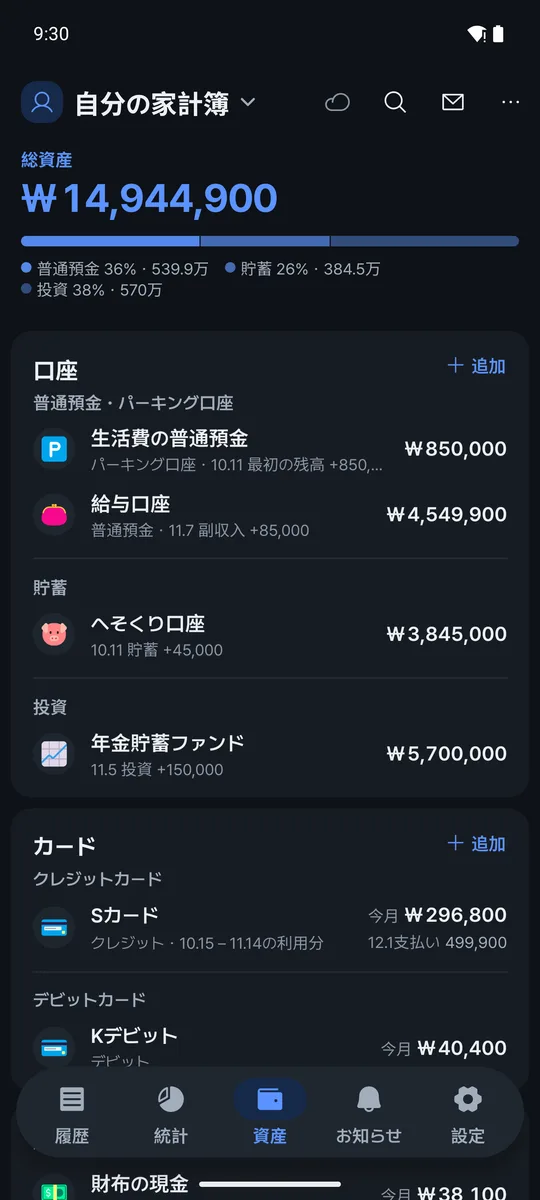 9:30
自分の家計簿
総資産
₩14,944,900
普通預金 36% · 539.9万
貯蓄 26% · 384.5万
投資 38% · 570万
口座
追加
普通預金・パーキング口座
P
生活費の普通預金
₩850,000
パーキング口座 · 10.11 最初の残高 +850,...
給与口座
₩4,549,900
普通預金 · 11.7 副収入 +85,000
貯蓄
へそくり口座
₩3,845,000
10.11 貯蓄 +45,000
投資
年金貯蓄ファンド
₩5,700,000
11.5 投資 +150,000
カード
追加
クレジットカード
Sカード
今月 ₩296,800
クレジット · 10.15 – 11.14の利用分
12.1支払い 499,900
デビットカード
Kデビット
今月 ₩40,400
デビット
履歴
統計
資産
お知らせ
設定
財布の現金
今月 ₩38,100